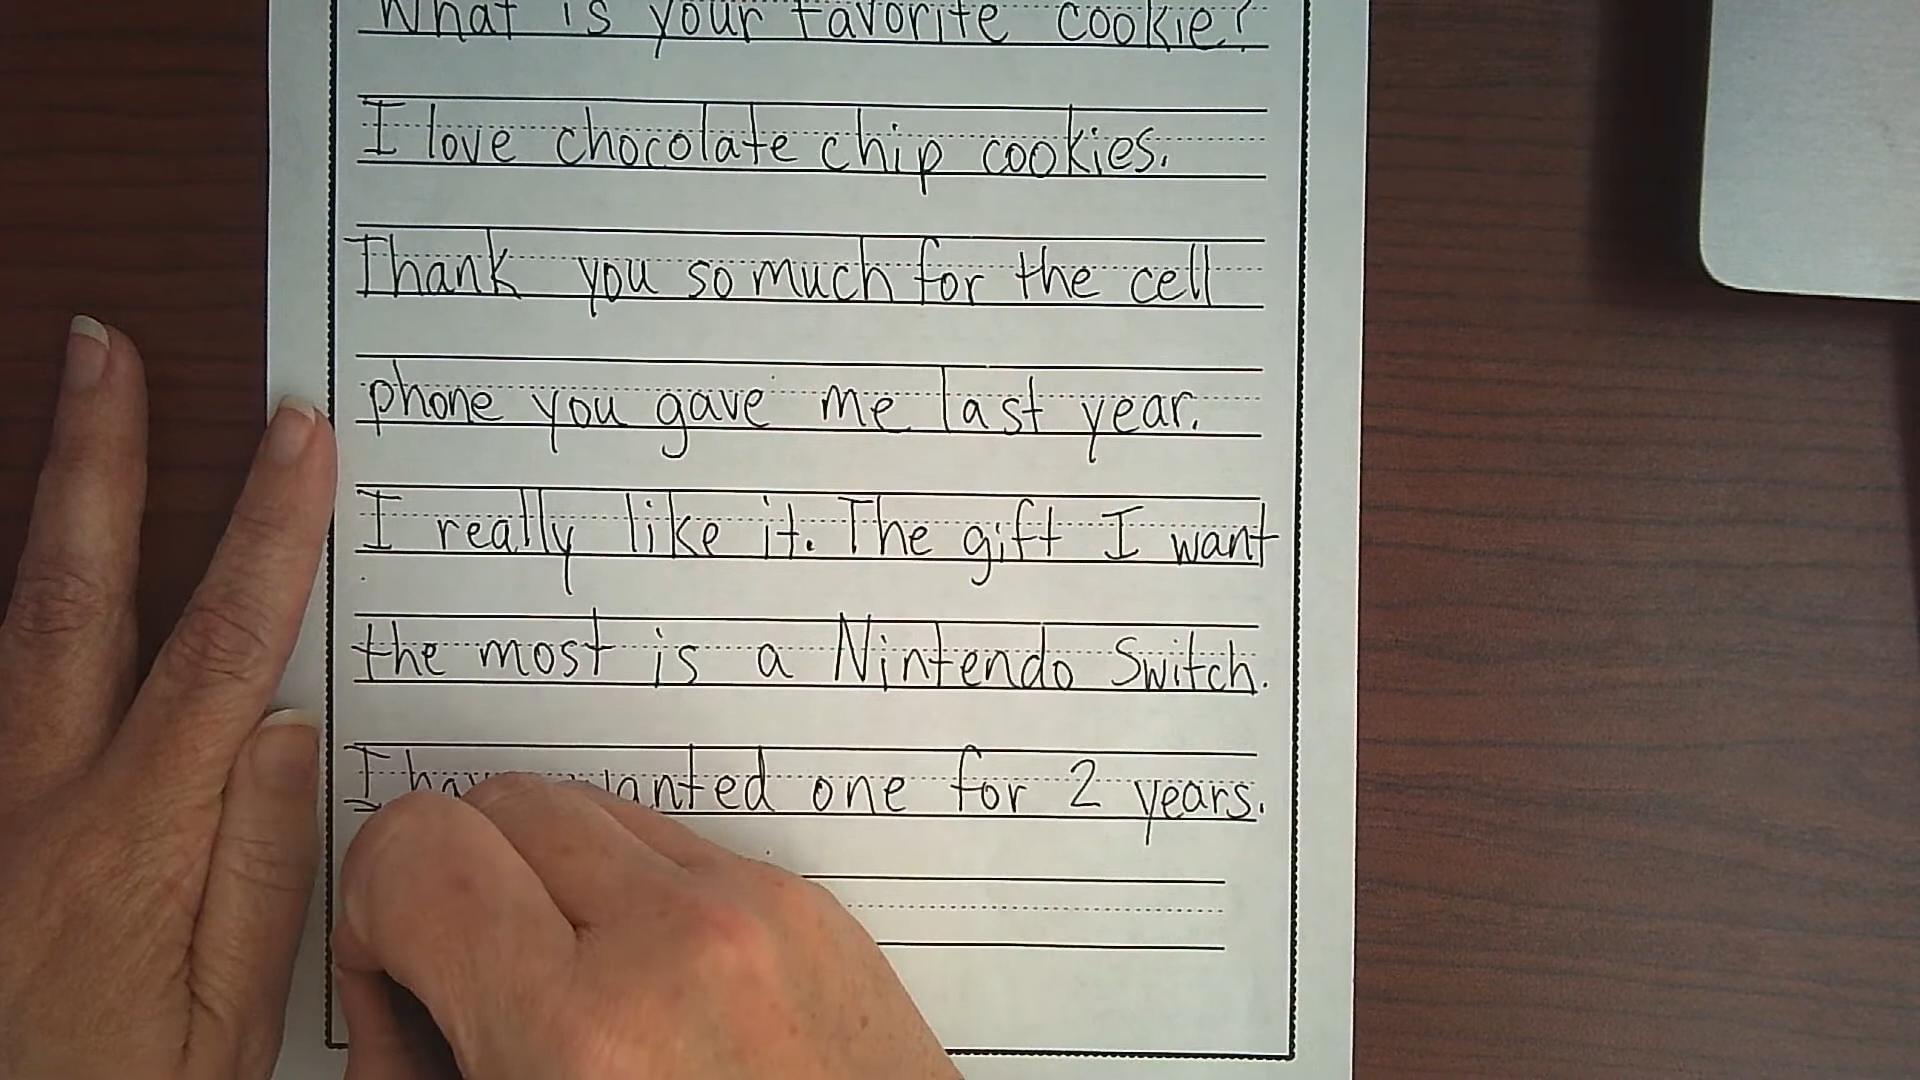 What is your favorite cookie?
I love chocolate chip cookies.
Thank you so much for the cell
phone you gave me last year.
I really like it. The gift I want
the most is a Nintendo Switch.
I wanted one for 2 years.